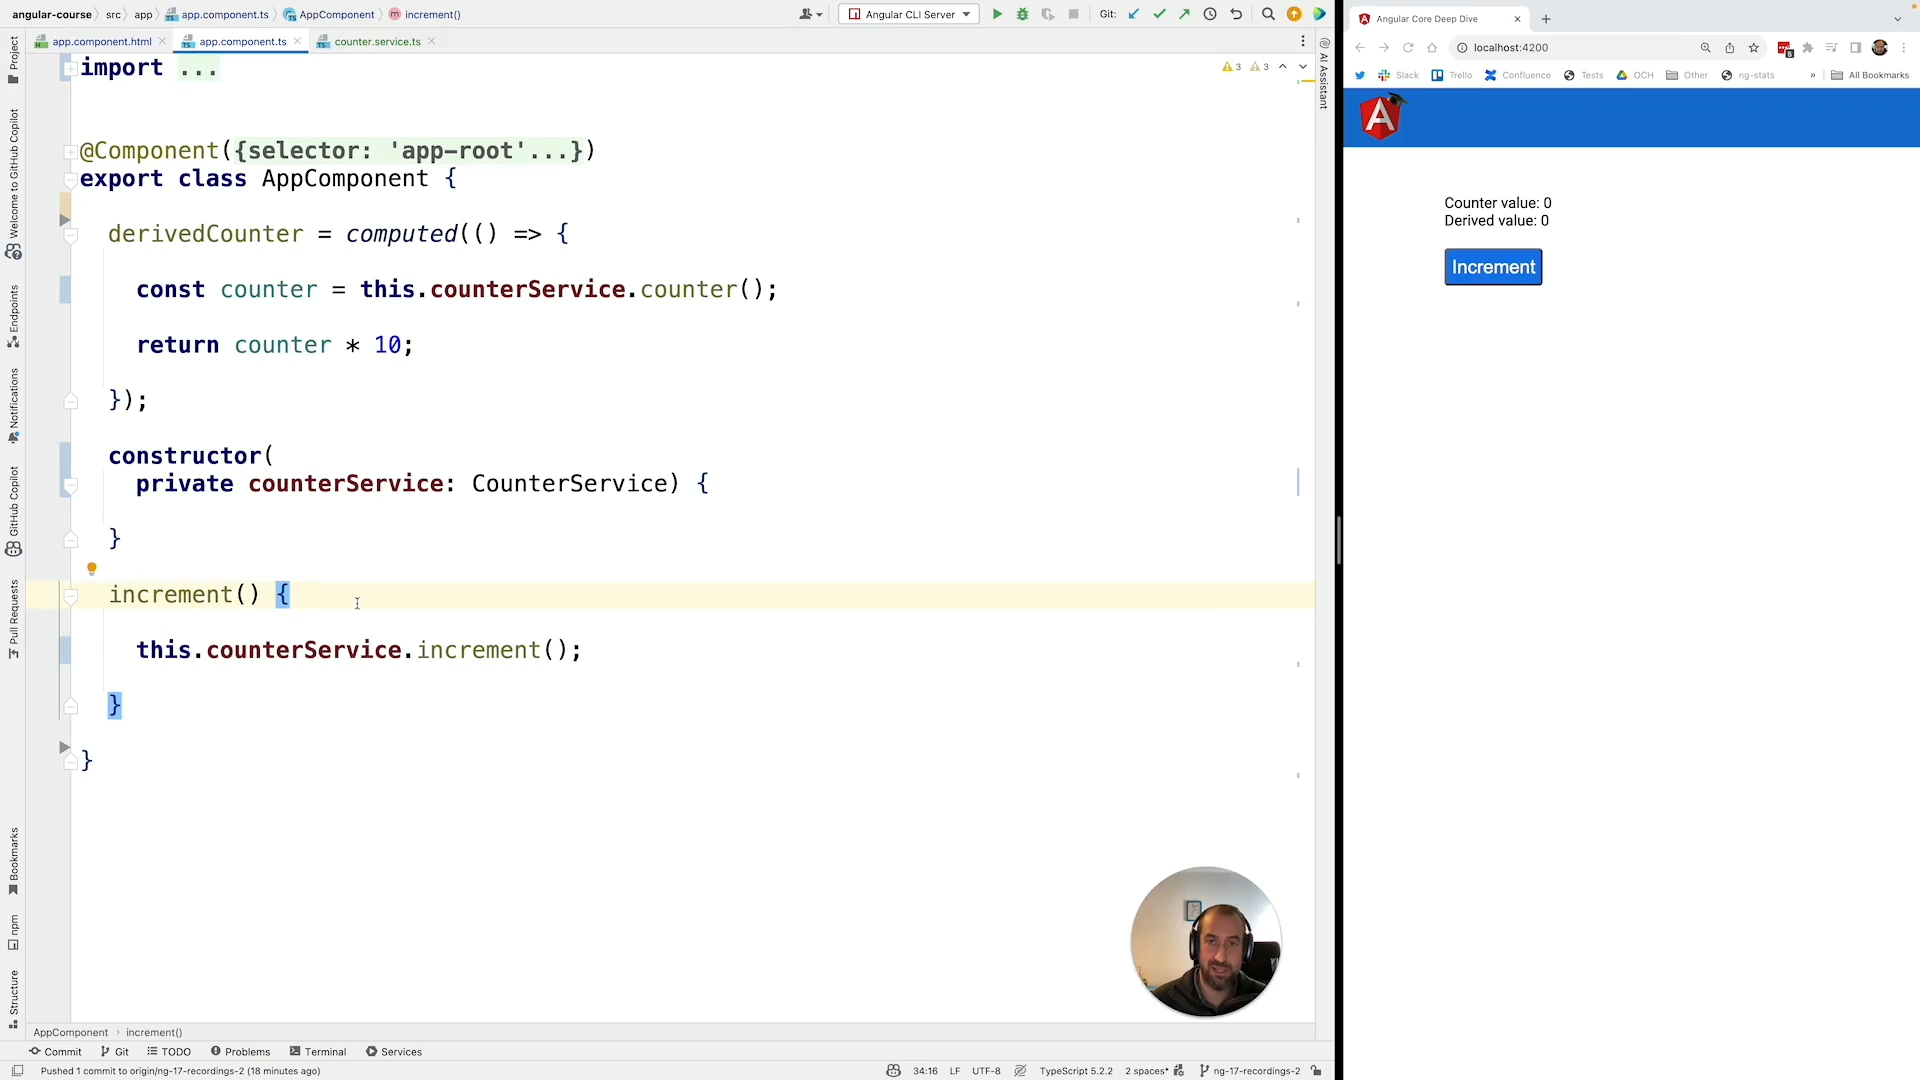 angular-course › src › app › app.component.ts › AppComponent › increment()
Angular CLI Server
Git:
app.component.html
app.component.ts
counter.service.ts
import ...
3 3
@Component({selector: 'app-root'...})
export class AppComponent {
derivedCounter = computed(() => {
const counter = this.counterService.counter();
return counter * 10;
});
constructor(
private counterService: CounterService) {
}
increment() {
this.counterService.increment();
}
}
Project
Welcome to GitHub Copilot
Endpoints
Notifications
GitHub Copilot
Pull Requests
Bookmarks
npm
Structure
AI Assistant
AppComponent › increment()
Commit Git TODO Problems Terminal Services
Pushed 1 commit to origin/ng-17-recordings-2 (18 minutes ago)
34:16 LF UTF-8 TypeScript 5.2.2 2 spaces* ng-17-recordings-2
Angular Core Deep Dive
localhost:4200
Slack Trello Confluence Tests OCH Other ng-stats » All Bookmarks
A
Counter value: 0
Derived value: 0
Increment